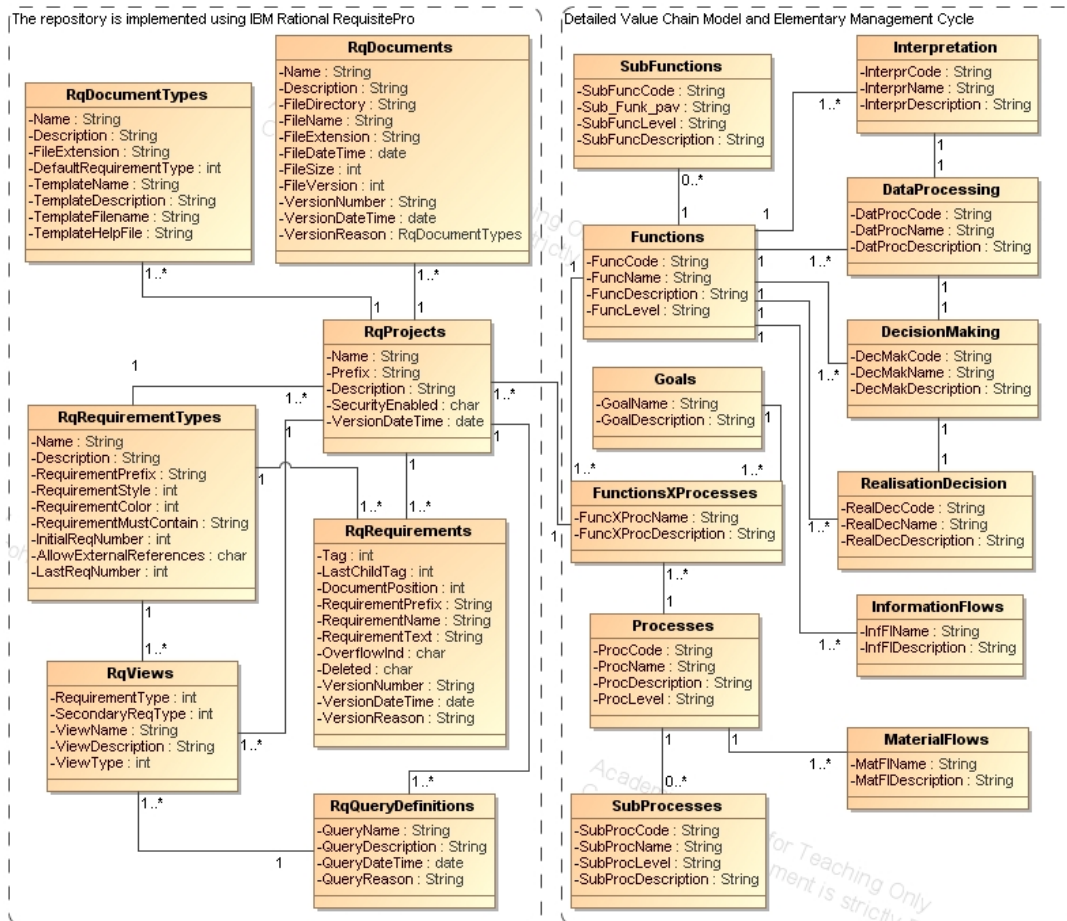 The repository is implemented using IBM Rational RequisitePro
RqDocuments
-Name : String
-Description : String
-FileDirectory : String
-FileName : String
-FileExtension : String
-FileDateTime : date
-FileSize : int
-FileVersion : int
-VersionNumber : String
-VersionDateTime : date
-VersionReason : RqDocumentTypes
RqDocumentTypes
-Name : String
-Description : String
-FileExtension : String
-DefaultRequirementType : int
-TemplateName : String
-TemplateDescription : String
-TemplateFilename : String
-TemplateHelpFile : String
1..*
1..*
1
1
RqProjects
-Name : String
-Prefix : String
-Description : String
-SecurityEnabled : char
-VersionDateTime : date
1
1..*
1..*
1
1
1
RqRequirementTypes
-Name : String
-Description : String
-RequirementPrefix : String
-RequirementStyle : int
-RequirementColor : int
-RequirementMustContain : String
-InitialReqNumber : int
-AllowExternalReferences : char
-LastReqNumber : int
1
1..*
1..*
RqRequirements
-Tag : int
-LastChildTag : int
-DocumentPosition : int
-RequirementPrefix : String
-RequirementName : String
-RequirementText : String
-OverflowInd : char
-Deleted : char
-VersionNumber : String
-VersionDateTime : date
-VersionReason : String
1
1..*
RqViews
-RequirementType : int
-SecondaryReqType : int
-ViewName : String
-ViewDescription : String
-ViewType : int
1..*
1..*
1
1..*
RqQueryDefinitions
-QueryName : String
-QueryDescription : String
-QueryDateTime : date
-QueryReason : String
Detailed Value Chain Model and Elementary Management Cycle
SubFunctions
-SubFuncCode : String
-Sub_Funk_pav : String
-SubFuncLevel : String
-SubFuncDescription : String
0..*
1
Functions
-FuncCode : String
-FuncName : String
-FuncDescription : String
-FuncLevel : String
1
1
1
1
1
1
Goals
-GoalName : String
-GoalDescription : String
1
1..*
1..*
FunctionsXProcesses
-FuncXProcName : String
-FuncXProcDescription : String
1
1..*
1
Processes
-ProcCode : String
-ProcName : String
-ProcDescription : String
-ProcLevel : String
1
1
0..*
1..*
SubProcesses
-SubProcCode : String
-SubProcName : String
-SubProcLevel : String
-SubProcDescription : String
Interpretation
-InterprCode : String
-InterprName : String
-InterprDescription : String
1..*
1
1
DataProcessing
-DatProcCode : String
-DatProcName : String
-DatProcDescription : String
1..*
1
1
DecisionMaking
-DecMakCode : String
-DecMakName : String
-DecMakDescription : String
1..*
1
1
RealisationDecision
-RealDecCode : String
-RealDecName : String
-RealDecDescription : String
1..*
InformationFlows
-InfFlName : String
-InfFlDescription : String
1..*
MaterialFlows
-MatFlName : String
-MatFlDescription : String
for Teaching Only